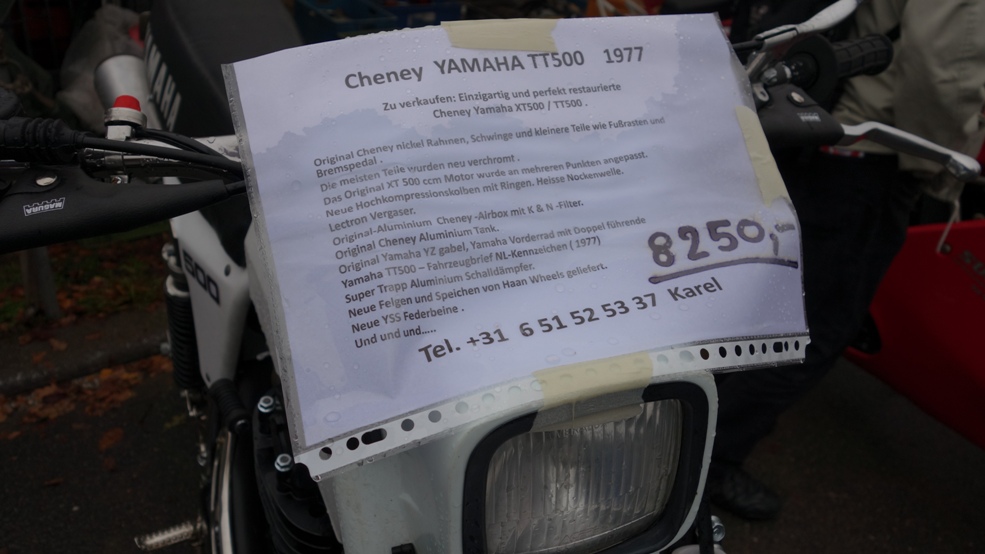 Cheney YAMAHA TT500 1977
Zu verkaufen: Einzigartig und perfekt restaurierte
Cheney Yamaha XT500 / TT500 .
Original Cheney nickel Rahmen, Schwinge und kleinere Teile wie Fußrasten und
Bremspedal .
Die meisten Teile wurden neu verchromt .
Das Original XT 500 ccm Motor wurde an mehreren Punkten angepasst.
Neue Hochkompressionskolben mit Ringen. Heisse Nockenwelle.
Lectron Vergaser.
Original-Aluminium Cheney -Airbox mit K & N -Filter.
Original Cheney Aluminium Tank.
Original Yamaha YZ gabel, Yamaha Vorderrad mit Doppel führende
Yamaha TT500 – Fahrzeugbrief NL-Kennzeichen ( 1977)
Super Trapp Aluminium Schalldämpfer.
Neue Felgen und Speichen von Haan Wheels geliefert.
Neue YSS Federbeine .
Und und und.....
8250,-
Tel. +31 6 51 52 53 37 Karel
YAMAHA
MAGURA
500